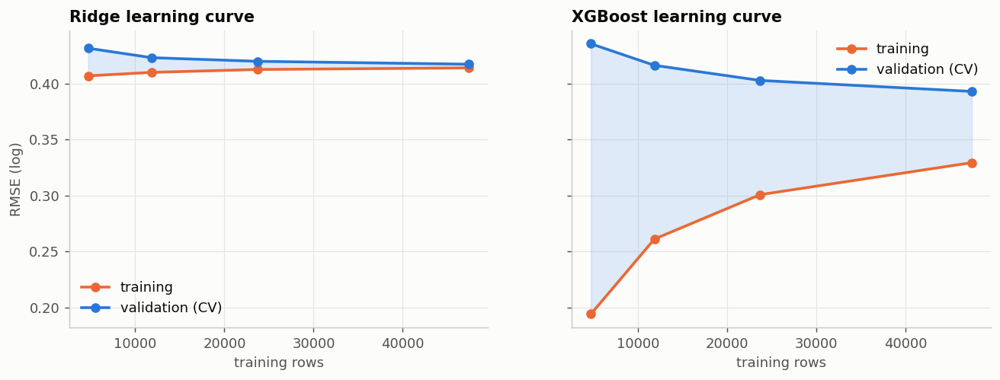 Ridge learning curve
RMSE (log)
0.40
0.35
0.30
0.25
0.20
training
validation (CV)
10000 20000 30000 40000
training rows
XGBoost learning curve
training
validation (CV)
10000 20000 30000 40000
training rows